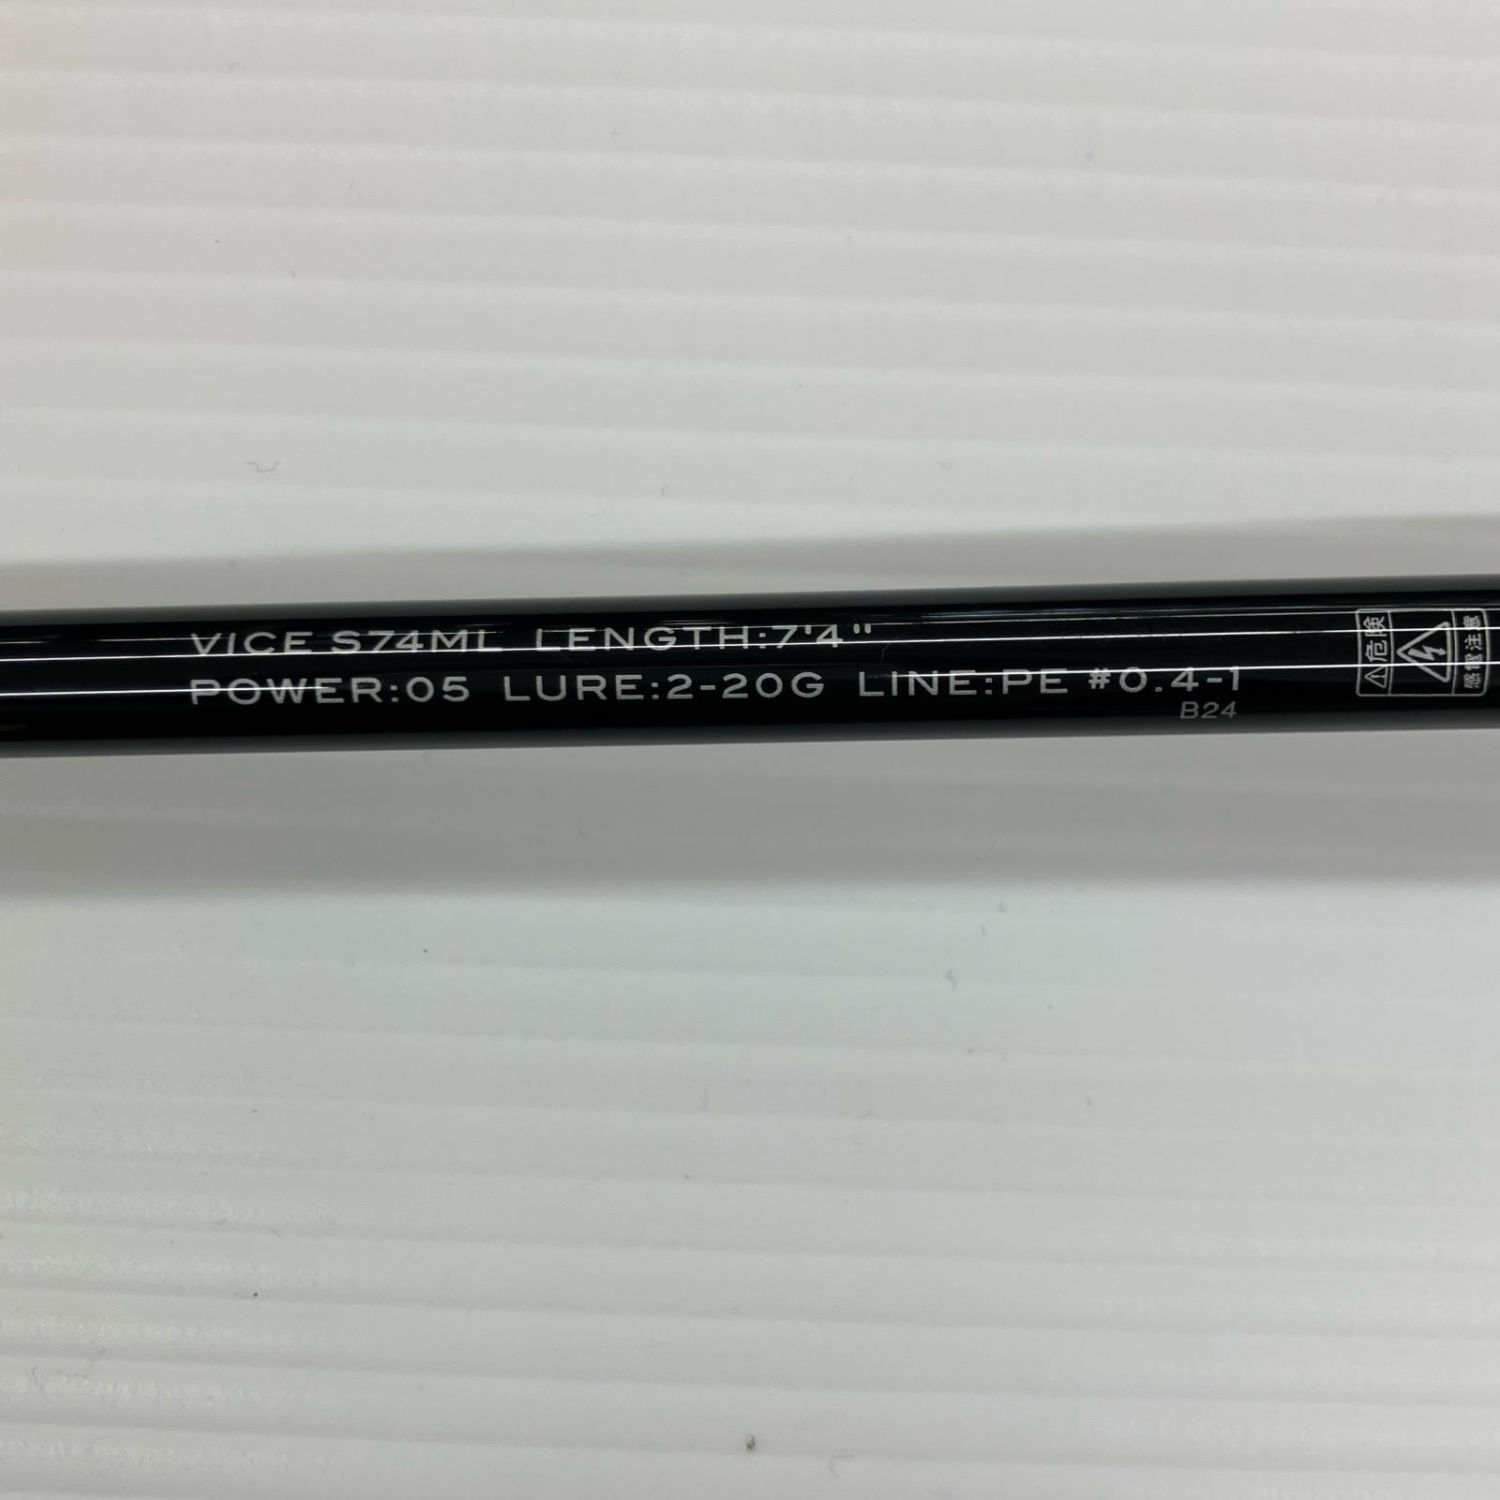 VICE S74ML LENGTH:7'4"
POWER:05 LURE:2-20G LINE:PE #0.4-1
B24
⚠危険
感電注意